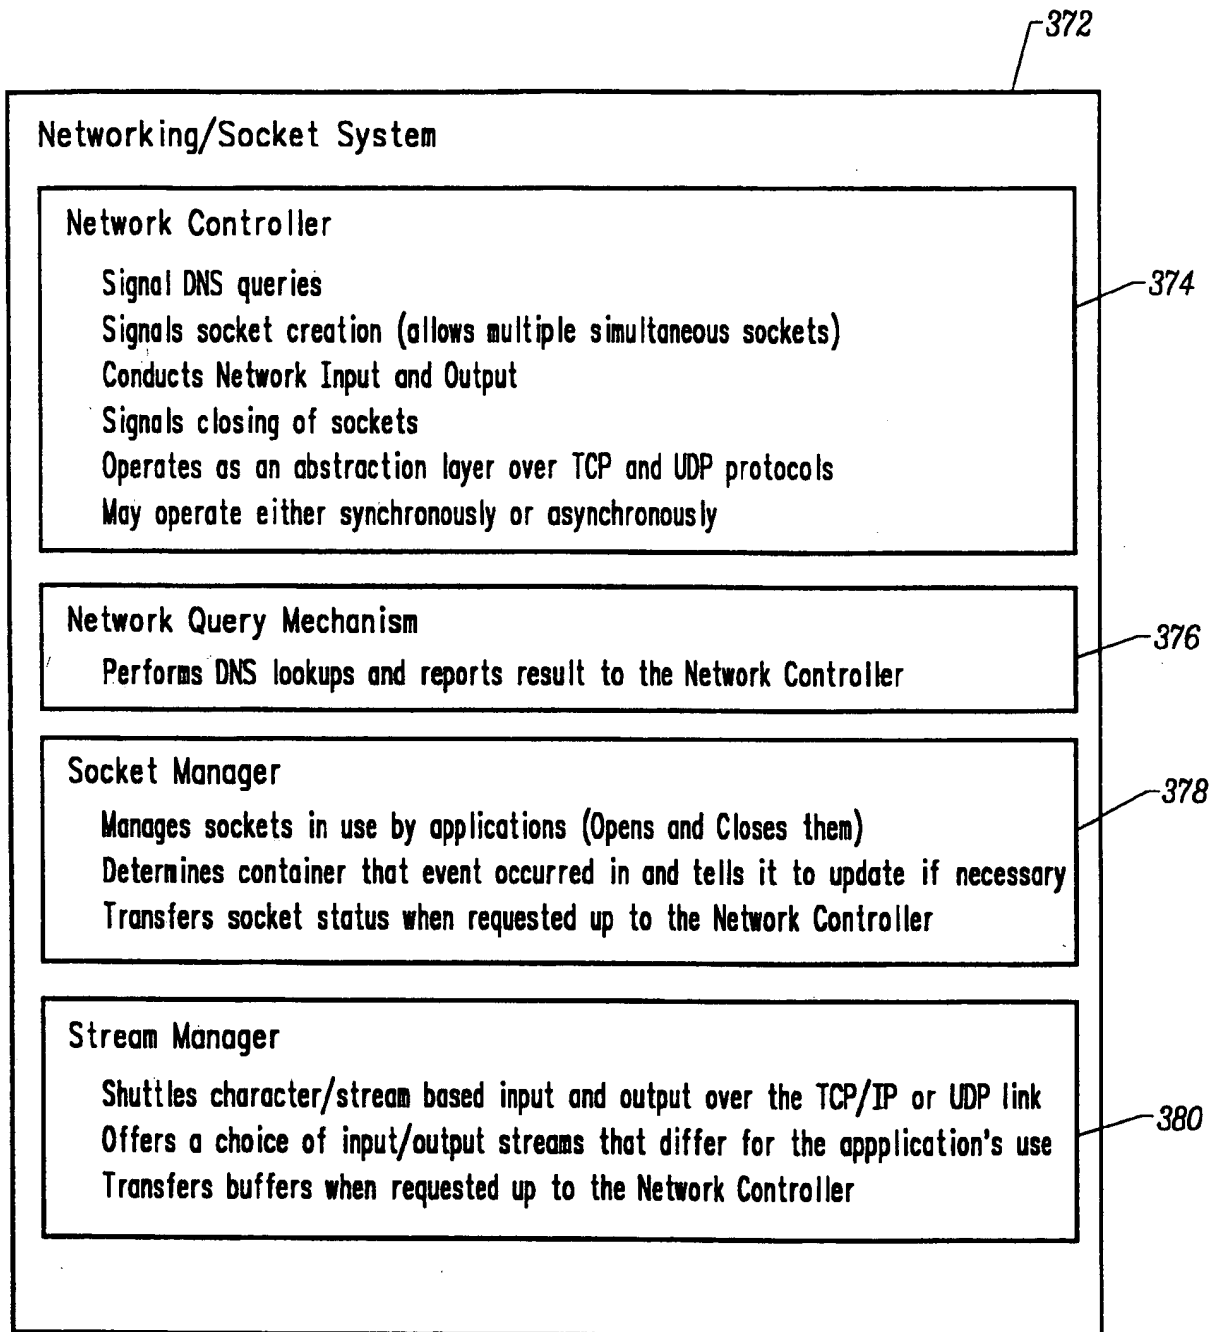 372
Networking/Socket System
Network Controller
Signal DNS queries
Signals socket creation (allows multiple simultaneous sockets)
Conducts Network Input and Output
Signals closing of sockets
Operates as an abstraction layer over TCP and UDP protocols
May operate either synchronously or asynchronously
374
Network Query Mechanism
Performs DNS lookups and reports result to the Network Controller
376
Socket Manager
Manages sockets in use by applications (Opens and Closes them)
Determines container that event occurred in and tells it to update if necessary
Transfers socket status when requested up to the Network Controller
378
Stream Manager
Shuttles character/stream based input and output over the TCP/IP or UDP link
Offers a choice of input/output streams that differ for the appplication's use
Transfers buffers when requested up to the Network Controller
380